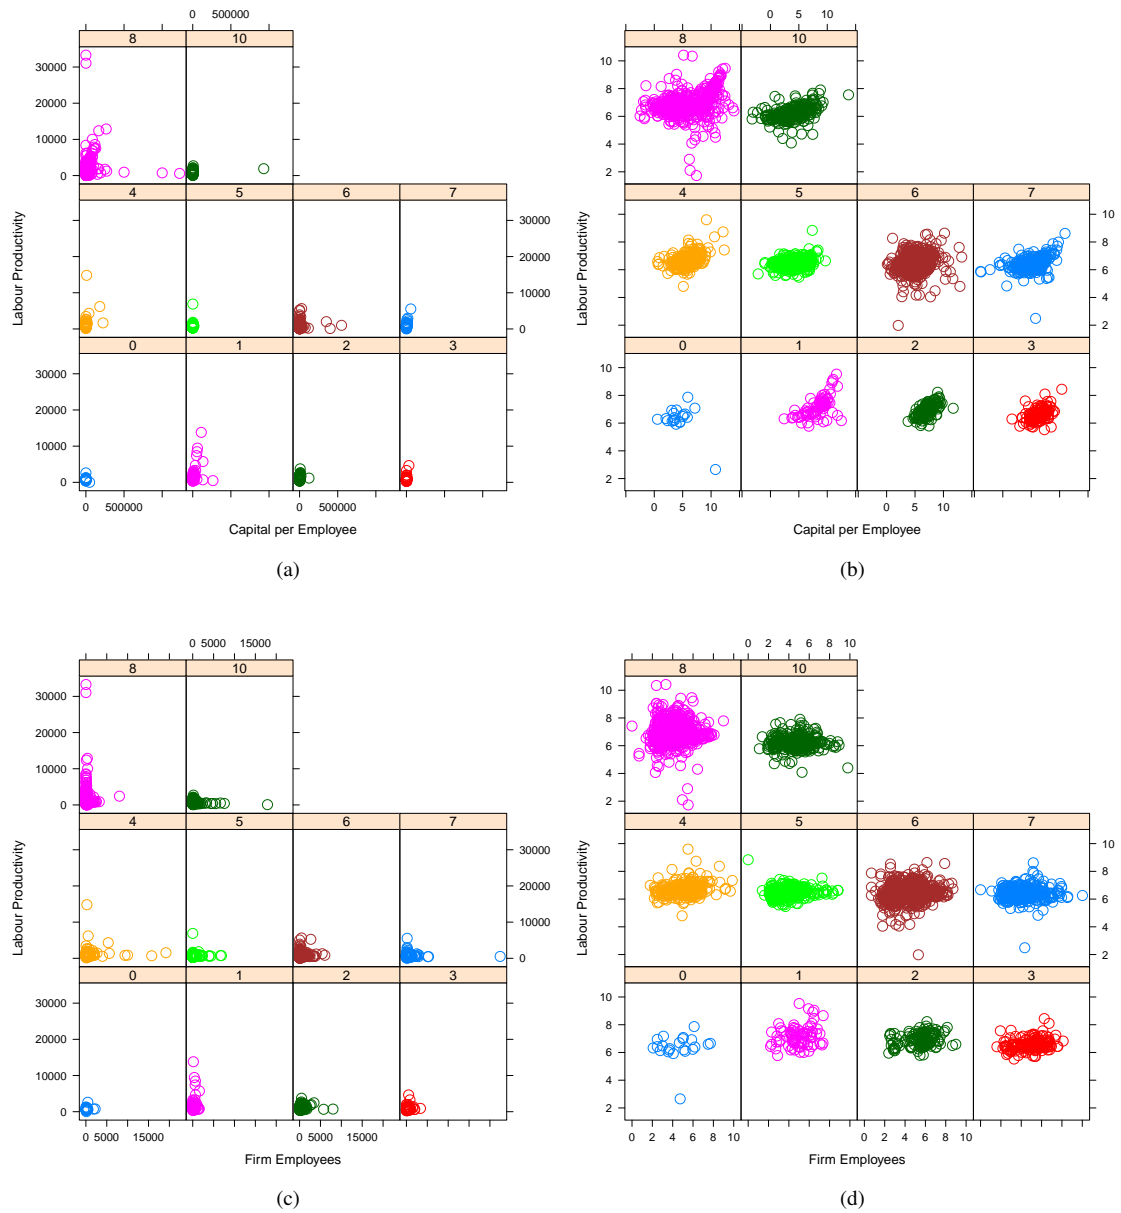 0 500000
0 5 10
8 10
8 10
30000
20000
10000
0
10
8
6
4
2
4 5 6 7
4 5 6 7
30000
20000
10000
0
10
8
6
4
2
0 1 2 3
0 1 2 3
30000
20000
10000
0
10
8
6
4
2
Labour Productivity
Labour Productivity
0 500000 0 500000
0 5 10 0 5 10
Capital per Employee
Capital per Employee
(a)
(b)
0 5000 15000
0 2 4 6 8 10
8 10
8 10
30000
20000
10000
0
10
8
6
4
2
4 5 6 7
4 5 6 7
30000
20000
10000
0
10
8
6
4
2
0 1 2 3
0 1 2 3
30000
20000
10000
0
10
8
6
4
2
Labour Productivity
Labour Productivity
0 5000 15000 0 5000 15000
0 2 4 6 8 10 0 2 4 6 8 10
Firm Employees
Firm Employees
(c)
(d)